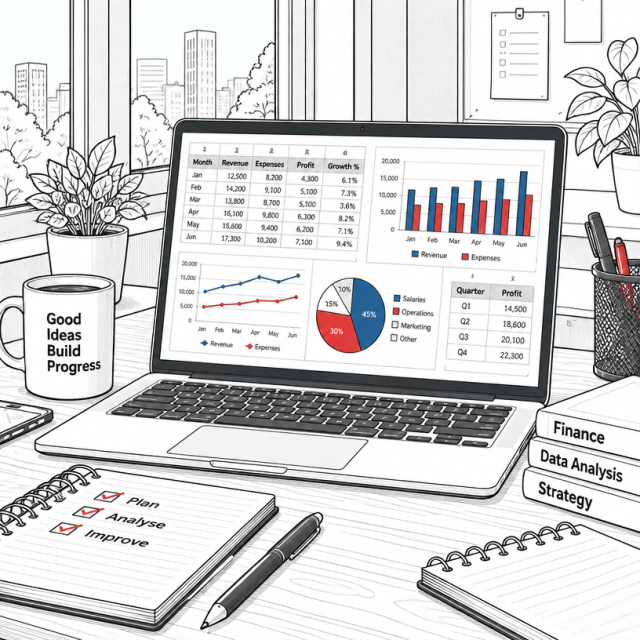 Month Revenue Expenses Profit Growth %
Jan 12,500 8,200 4,300 6.1%
Feb 14,200 9,100 5,100 7.3%
Mar 13,800 8,700 5,100 3.6%
Apr 16,100 9,800 6,300 8.2%
May 15,600 9,400 6,200 7.1%
Jun 17,300 10,200 7,100 9.4%
20,000
15,000
10,000
5,000
0
Jan Feb Mar Apr May Jun
Revenue Expenses
20,000
15,000
10,000
5,000
0
Jan Feb Mar Apr May Jun
Revenue Expenses
10%
15%
45%
30%
Salaries
Operations
Marketing
Other
Quarter Profit
Q1 14,500
Q2 18,600
Q3 20,100
Q4 22,300
Good
Ideas
Build
Progress
Finance
Data Analysis
Strategy
Plan
Analyse
Improve